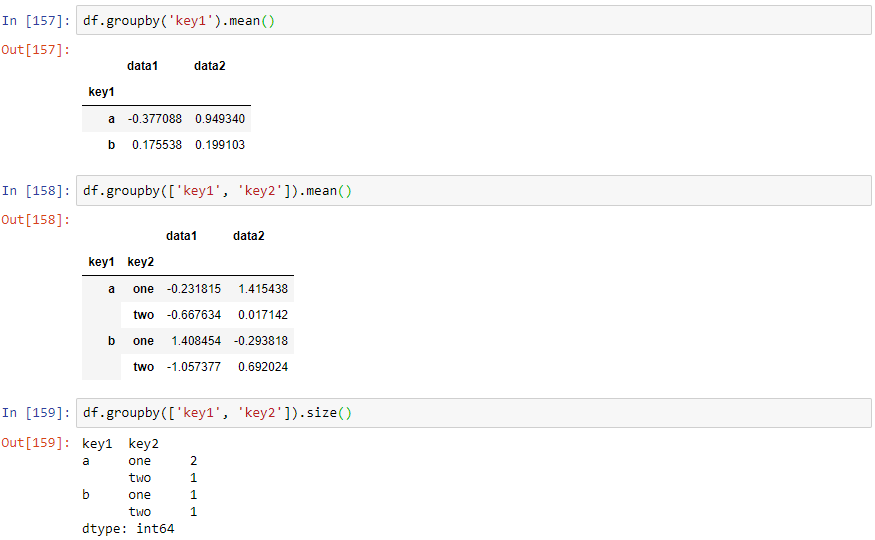 In [157]: df.groupby('key1').mean()
Out[157]:
data1 data2
key1
a -0.377088 0.949340
b 0.175538 0.199103
In [158]: df.groupby(['key1', 'key2']).mean()
Out[158]:
data1 data2
key1 key2
a one -0.231815 1.415438
two -0.667634 0.017142
b one 1.408454 -0.293818
two -1.057377 0.692024
In [159]: df.groupby(['key1', 'key2']).size()
Out[159]: key1 key2
a one 2
two 1
b one 1
two 1
dtype: int64